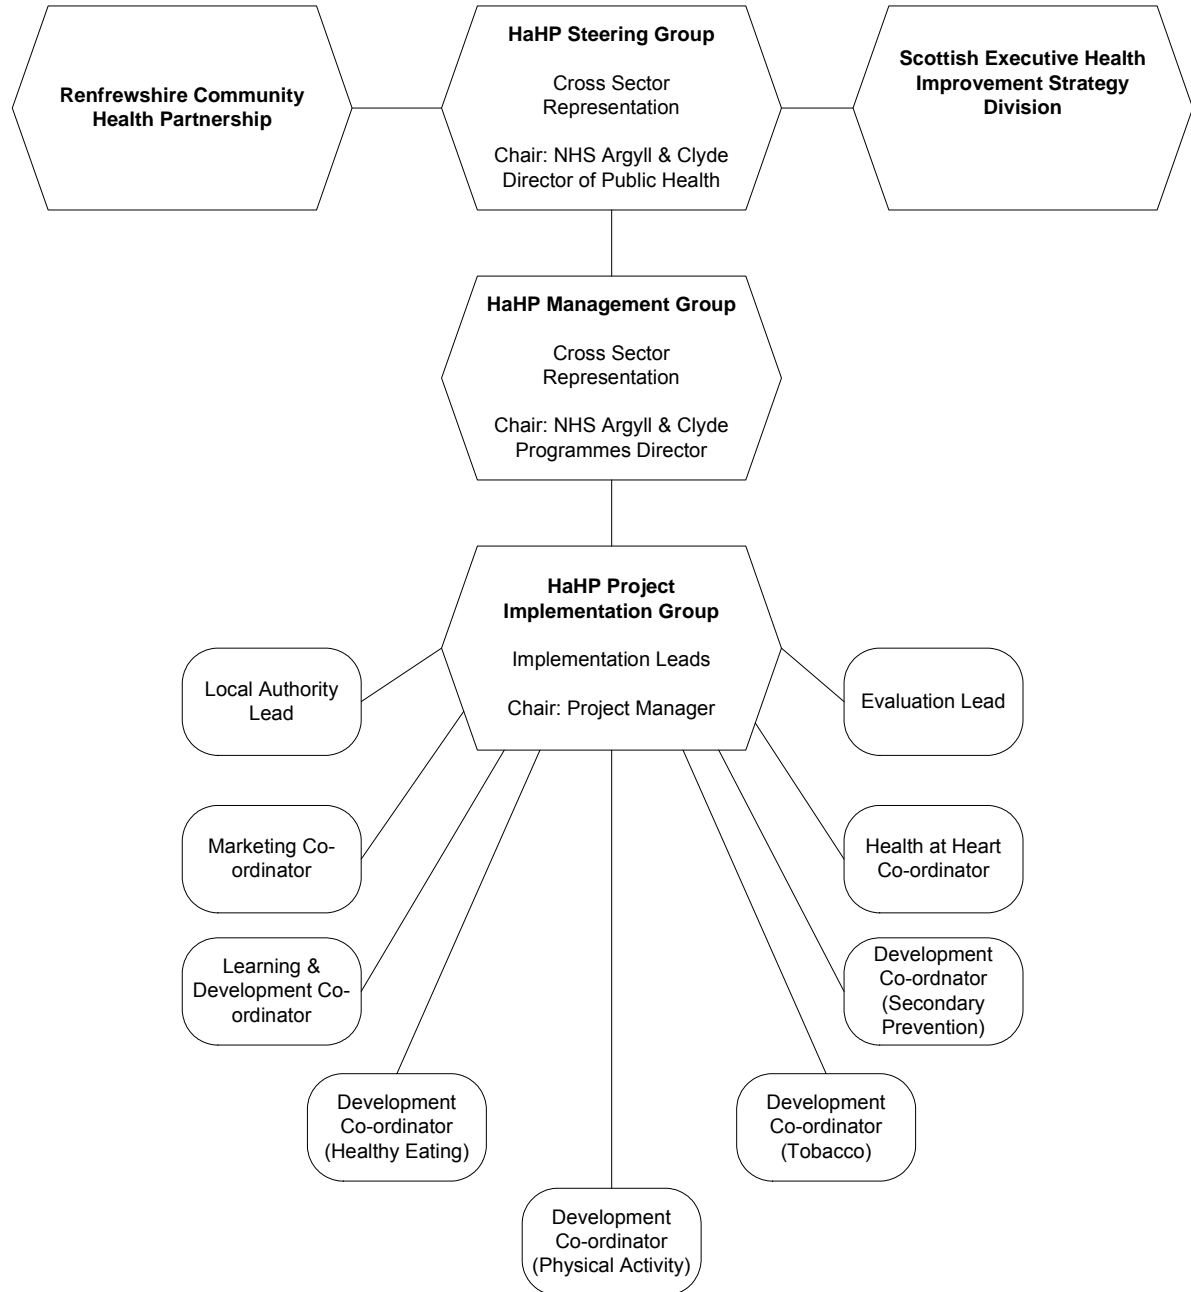 Renfrewshire Community
Health Partnership
HaHP Steering Group
Cross Sector
Representation
Chair: NHS Argyll & Clyde
Director of Public Health
Scottish Executive Health
Improvement Strategy
Division
HaHP Management Group
Cross Sector
Representation
Chair: NHS Argyll & Clyde
Programmes Director
HaHP Project
Implementation Group
Implementation Leads
Chair: Project Manager
Local Authority
Lead
Evaluation Lead
Marketing Co-
ordinator
Health at Heart
Co-ordinator
Learning &
Development Co-
ordinator
Development
Co-ordnator
(Secondary
Prevention)
Development
Co-ordinator
(Healthy Eating)
Development
Co-ordinator
(Tobacco)
Development
Co-ordinator
(Physical Activity)